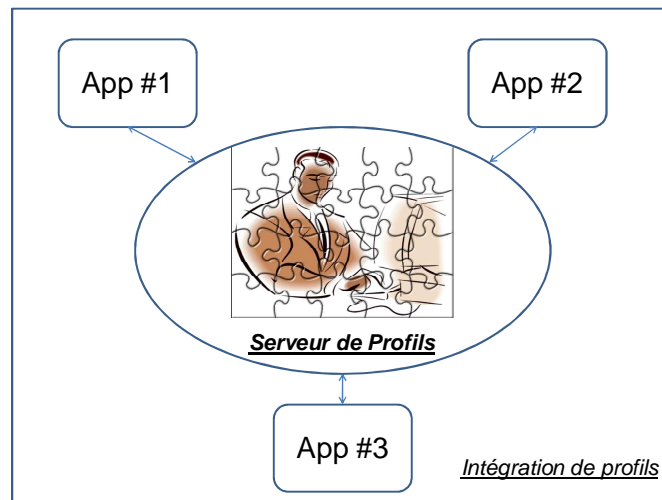 App #1
App #2
Serveur de Profils
App #3
Intégration de profils